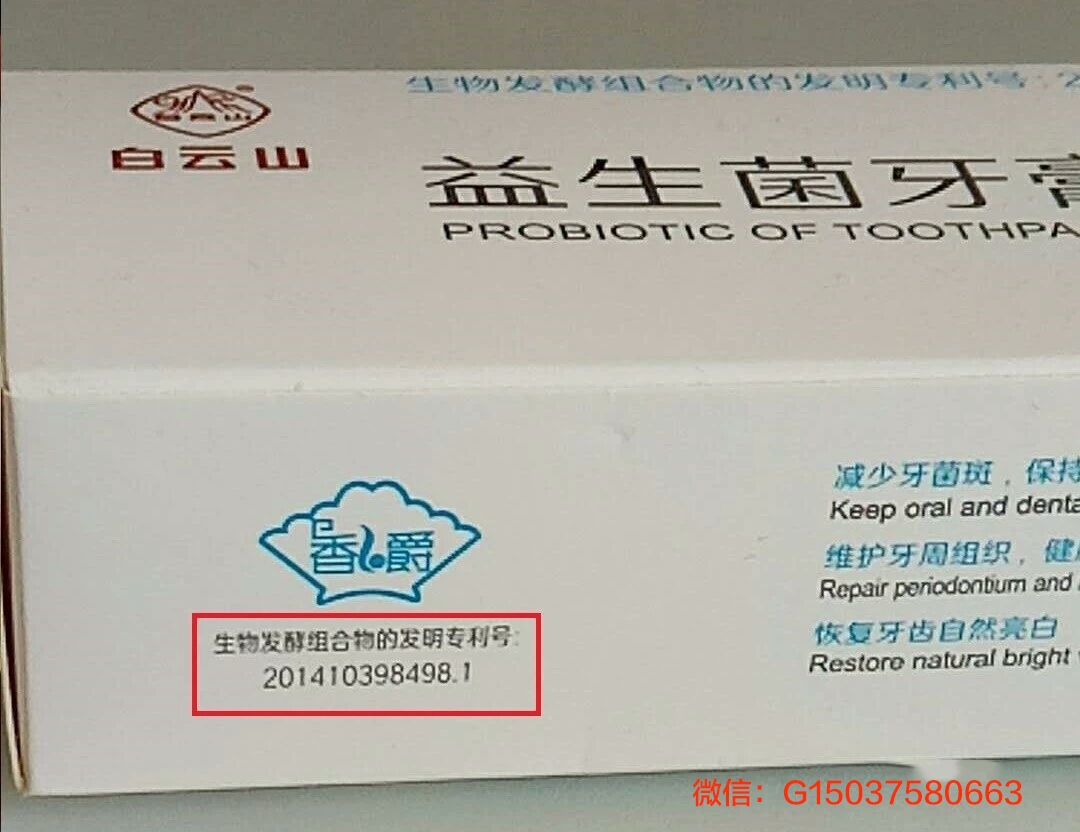 生物发酵组合物的发明专利号:
白云山
白云山
益生菌牙膏
PROBIOTIC OF TOOTHPA
减少牙菌斑，保持
Keep oral and denta
香爵
维护牙周组织，健
Repair periodontium and
恢复牙齿自然亮白
Restore natural bright
生物发酵组合物的发明专利号:
201410398498.1
微信：G15037580663